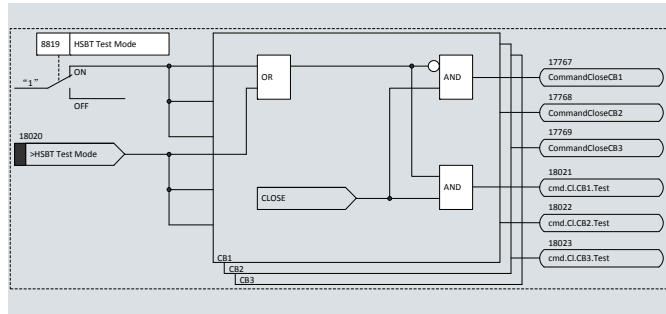 8819 HSBT Test Mode
"1"
ON
OFF
18020
>HSBT Test Mode
OR
CLOSE
AND
AND
CB1
CB2
CB3
17767
CommandCloseCB1
17768
CommandCloseCB2
17769
CommandCloseCB3
18021
cmd.Cl.CB1.Test
18022
cmd.Cl.CB2.Test
18023
cmd.Cl.CB3.Test